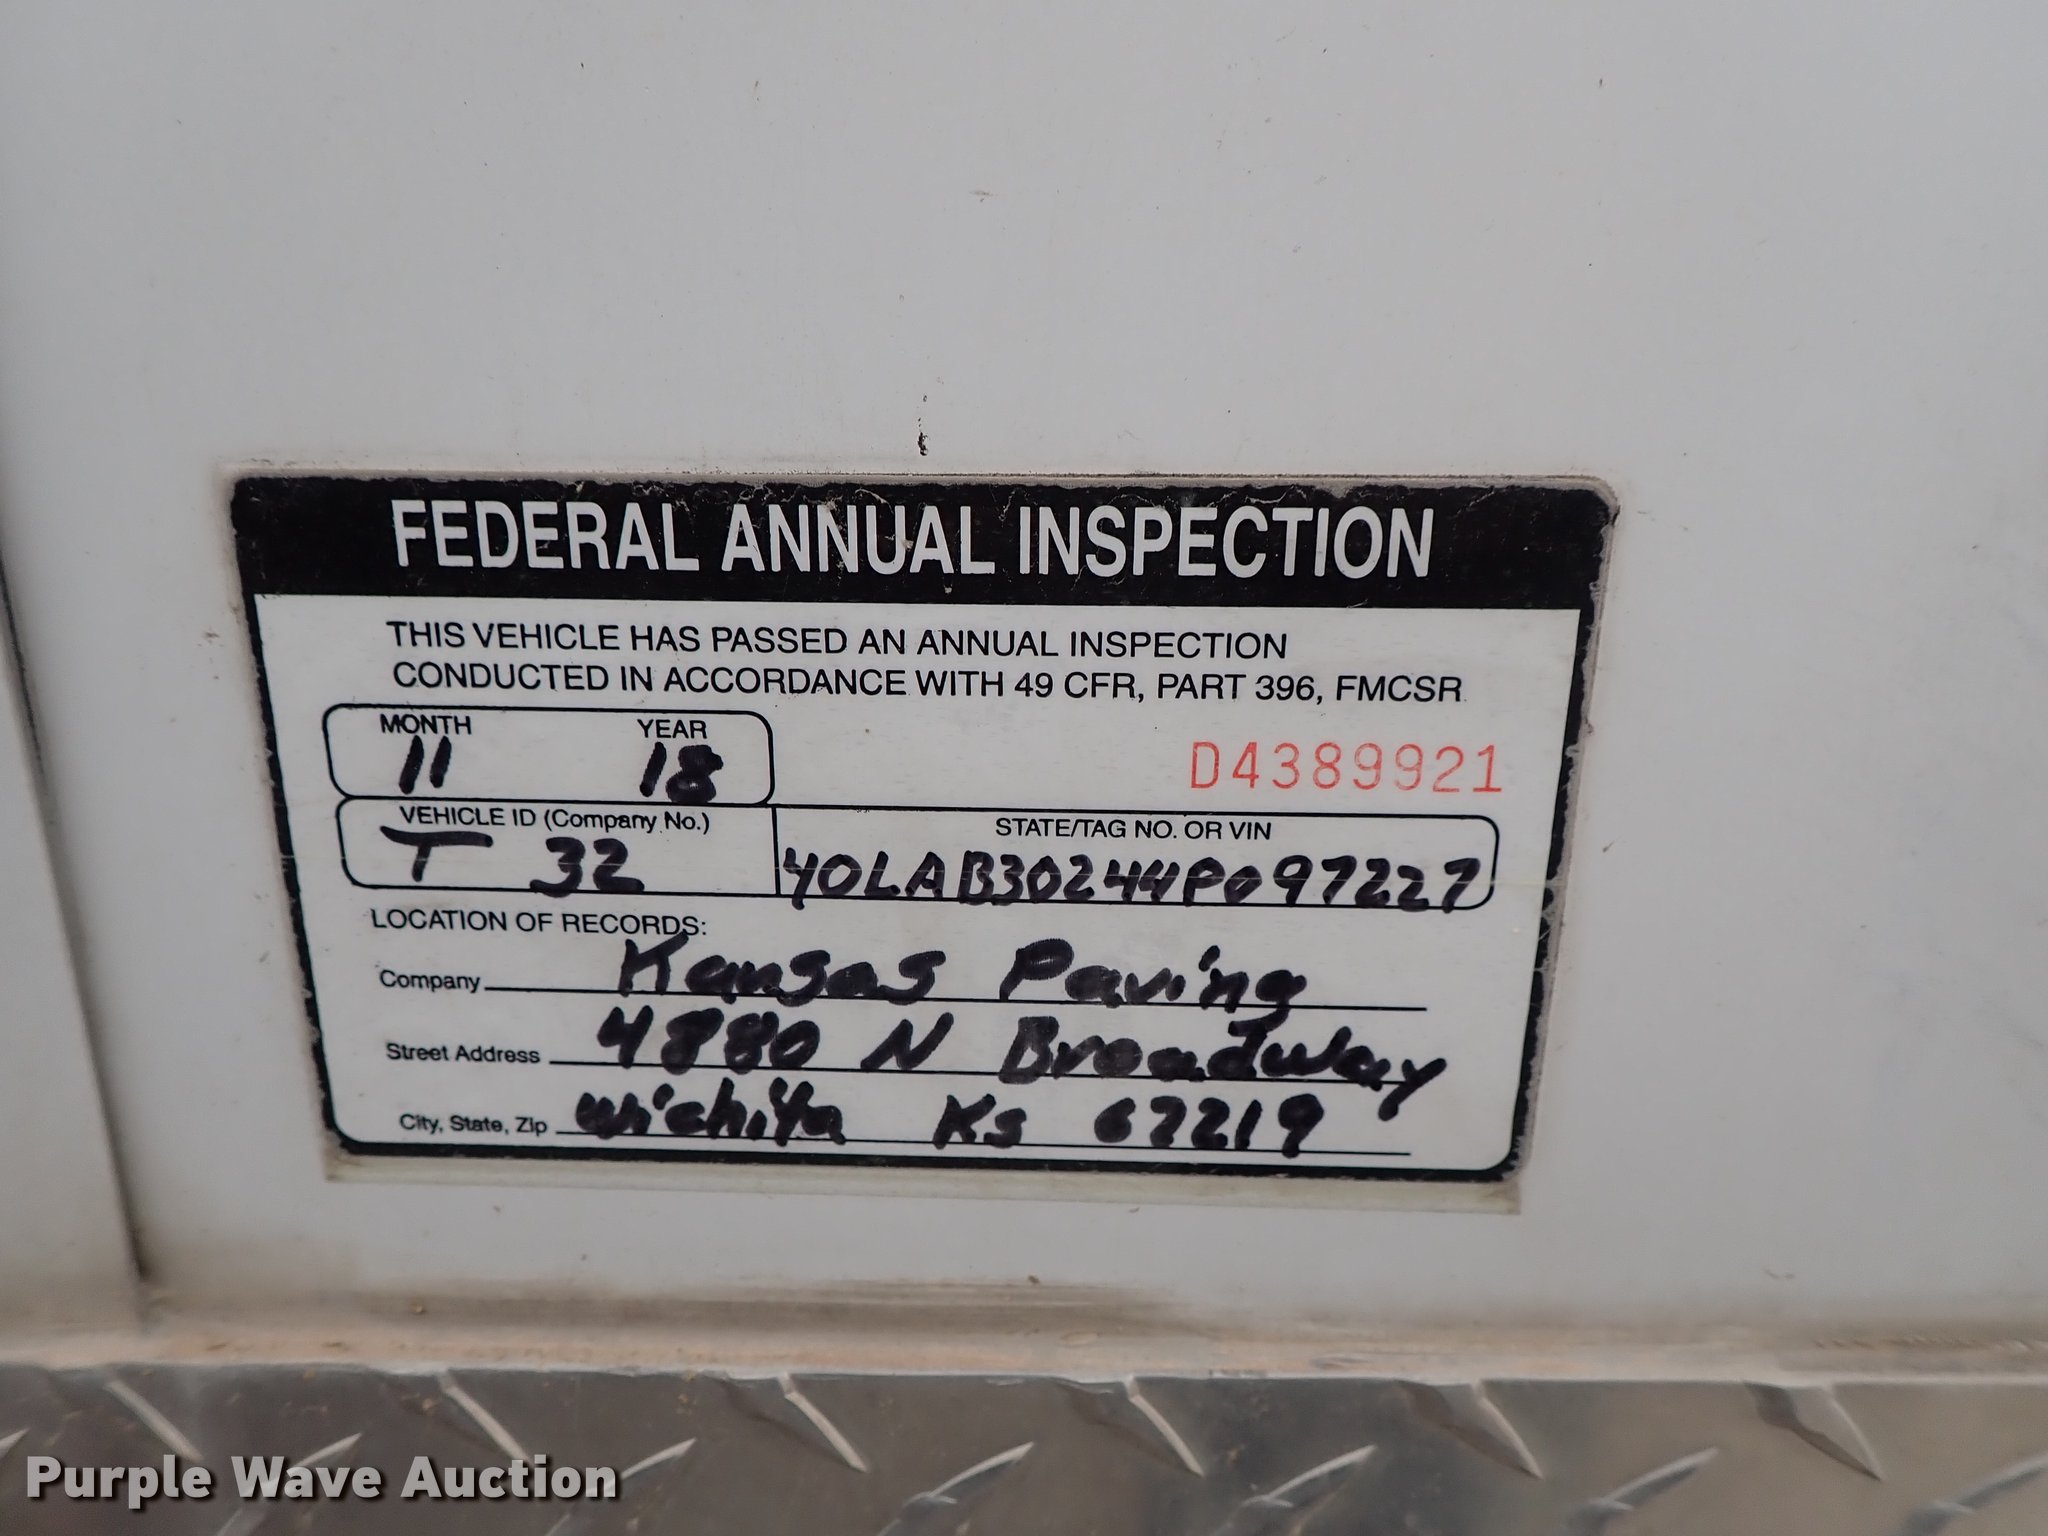 FEDERAL ANNUAL INSPECTION
THIS VEHICLE HAS PASSED AN ANNUAL INSPECTION
CONDUCTED IN ACCORDANCE WITH 49 CFR, PART 396, FMCSR
MONTH YEAR
11 18
D4389921
VEHICLE ID (Company No.)
T 32
STATE/TAG NO. OR VIN
40LAB30244P097227
LOCATION OF RECORDS:
Company Kansas Paving
Street Address 4880 N Broadway
City, State, Zip Wichita Ks 67219
Purple Wave Auction